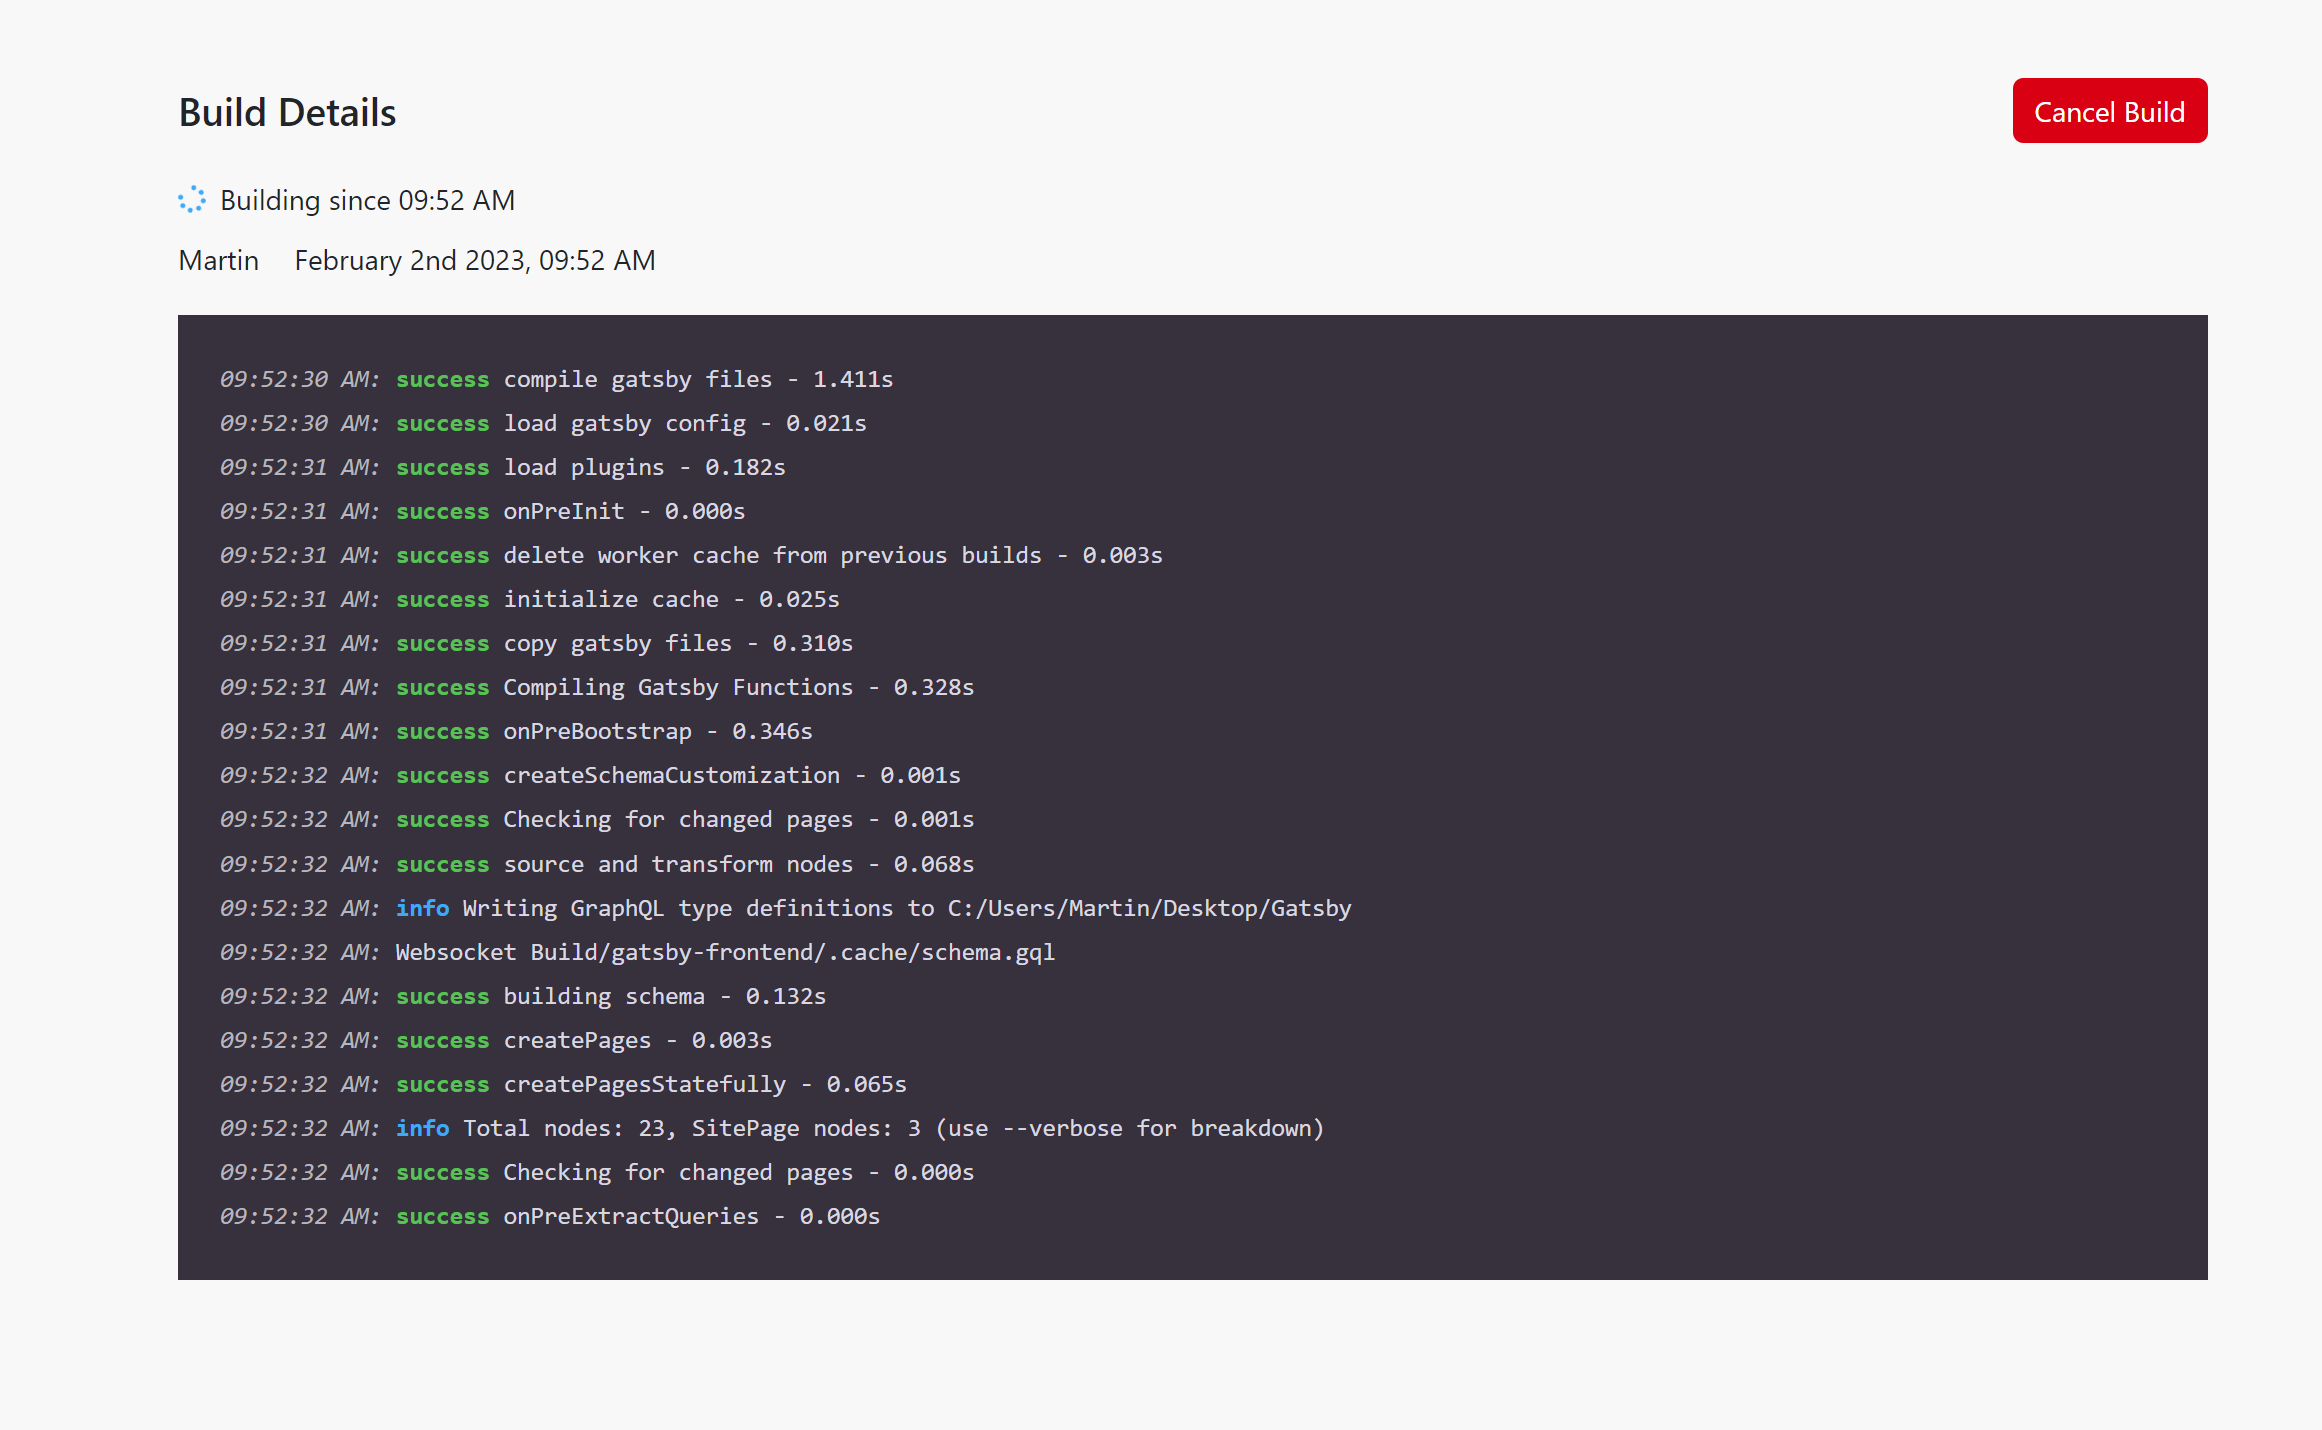 Build Details
Cancel Build
Building since 09:52 AM
Martin February 2nd 2023, 09:52 AM
09:52:30 AM: success compile gatsby files - 1.411s
09:52:30 AM: success load gatsby config - 0.021s
09:52:31 AM: success load plugins - 0.182s
09:52:31 AM: success onPreInit - 0.000s
09:52:31 AM: success delete worker cache from previous builds - 0.003s
09:52:31 AM: success initialize cache - 0.025s
09:52:31 AM: success copy gatsby files - 0.310s
09:52:31 AM: success Compiling Gatsby Functions - 0.328s
09:52:31 AM: success onPreBootstrap - 0.346s
09:52:32 AM: success createSchemaCustomization - 0.001s
09:52:32 AM: success Checking for changed pages - 0.001s
09:52:32 AM: success source and transform nodes - 0.068s
09:52:32 AM: info Writing GraphQL type definitions to C:/Users/Martin/Desktop/Gatsby
09:52:32 AM: Websocket Build/gatsby-frontend/.cache/schema.gql
09:52:32 AM: success building schema - 0.132s
09:52:32 AM: success createPages - 0.003s
09:52:32 AM: success createPagesStatefully - 0.065s
09:52:32 AM: info Total nodes: 23, SitePage nodes: 3 (use --verbose for breakdown)
09:52:32 AM: success Checking for changed pages - 0.000s
09:52:32 AM: success onPreExtractQueries - 0.000s